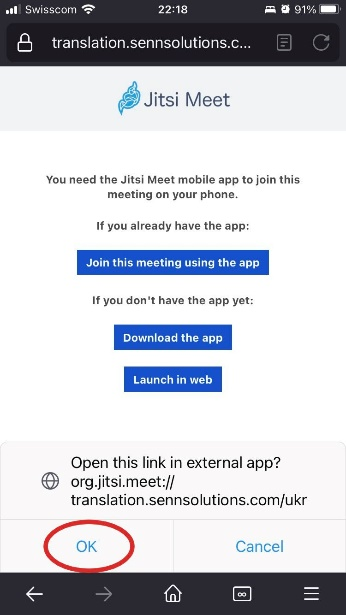 Swisscom 22:18 91%
translation.sennsolutions.c...
Jitsi Meet
You need the Jitsi Meet mobile app to join this
meeting on your phone.
If you already have the app:
Join this meeting using the app
If you don't have the app yet:
Download the app
Launch in web
Open this link in external app?
org.jitsi.meet://
translation.sennsolutions.com/ukr
OK Cancel